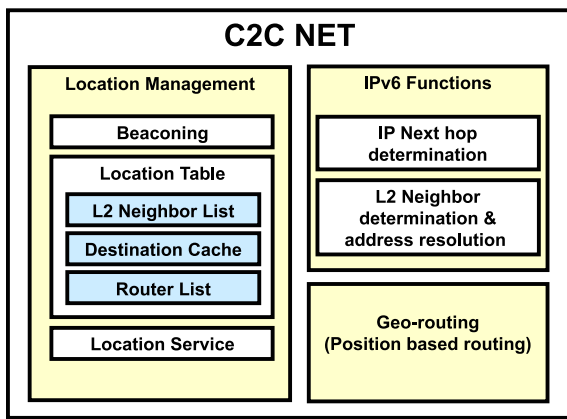 C2C NET
Location Management
Beaconing
Location Table
L2 Neighbor List
Destination Cache
Router List
Location Service
IPv6 Functions
IP Next hop
determination
L2 Neighbor
determination &
address resolution
Geo-routing
(Position based routing)